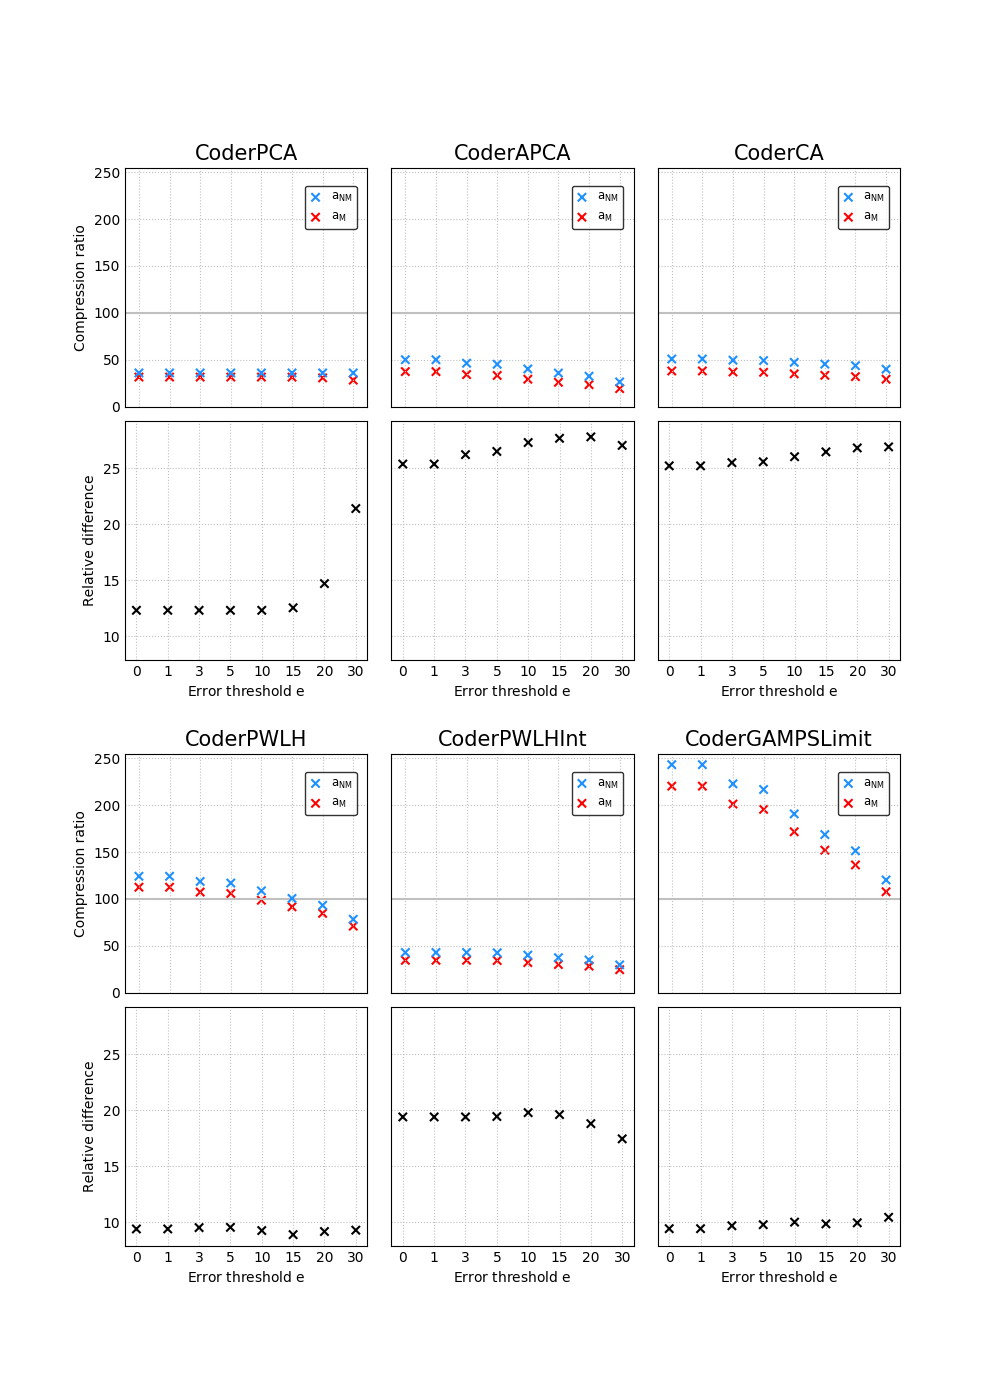 CoderPCA CoderAPCA CoderCA
250
200
150
100
50
0
Compression ratio
aNM
aM
aNM
aM
aNM
aM
25
20
15
10
Relative difference
0 1 3 5 10 15 20 30
0 1 3 5 10 15 20 30
0 1 3 5 10 15 20 30
Error threshold e
Error threshold e
Error threshold e
CoderPWLH CoderPWLHInt CoderGAMPSLimit
250
200
150
100
50
0
Compression ratio
aNM
aM
aNM
aM
aNM
aM
25
20
15
10
Relative difference
0 1 3 5 10 15 20 30
0 1 3 5 10 15 20 30
0 1 3 5 10 15 20 30
Error threshold e
Error threshold e
Error threshold e